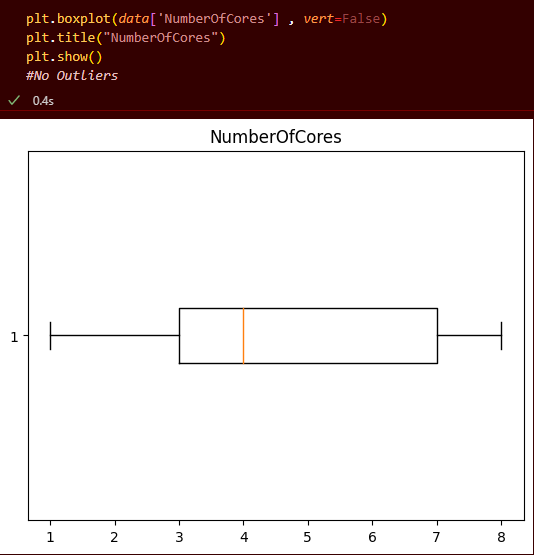 plt.boxplot(data['NumberOfCores'] , vert=False)
plt.title("NumberOfCores")
plt.show()
#No Outliers
✓ 0.4s
NumberOfCores
1
1 2 3 4 5 6 7 8